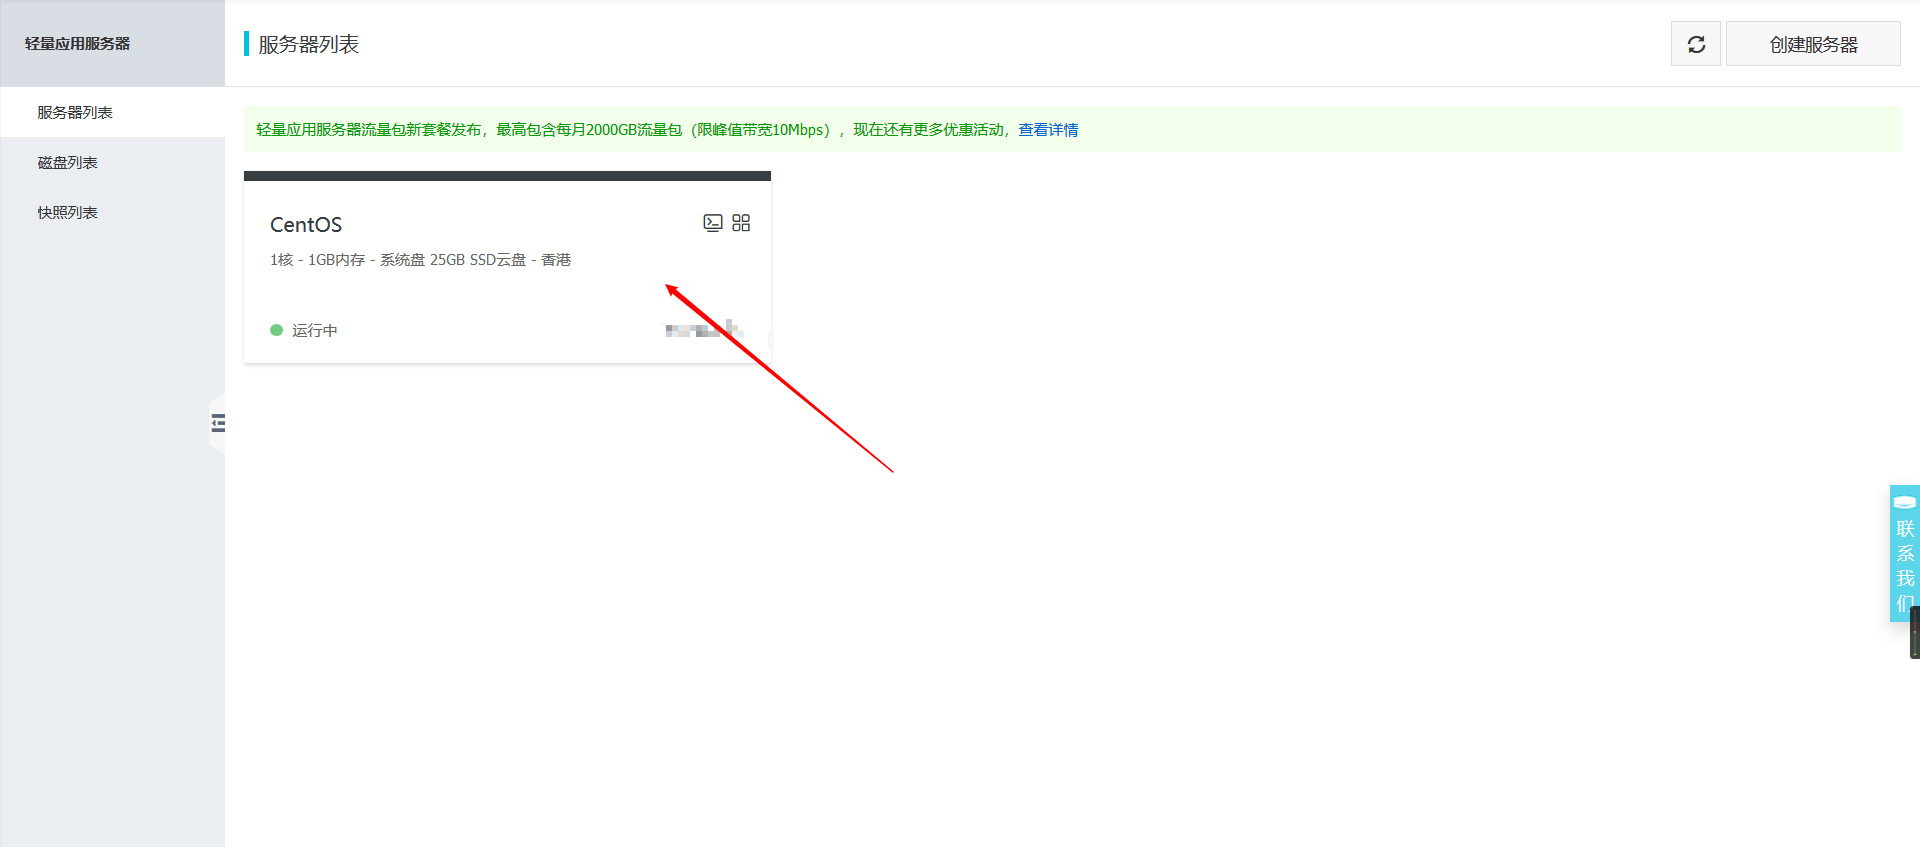 轻量应用服务器
服务器列表
磁盘列表
快照列表
服务器列表
创建服务器
轻量应用服务器流量包新套餐发布，最高包含每月2000GB流量包（限峰值带宽10Mbps），现在还有更多优惠活动，查看详情
CentOS
1核 - 1GB内存 - 系统盘 25GB SSD云盘 - 香港
运行中
联系我们